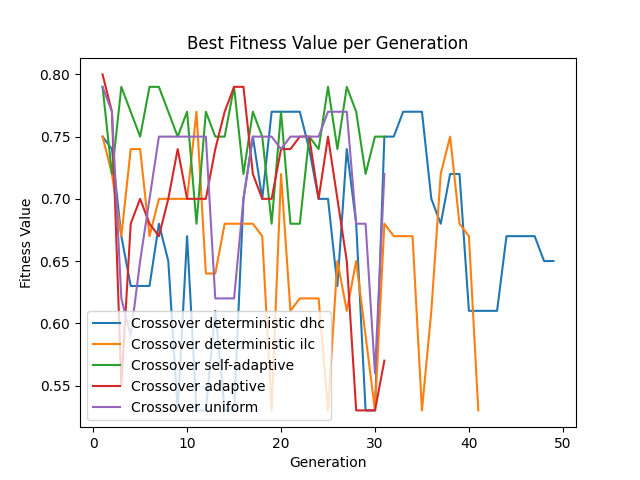 Best Fitness Value per Generation
Fitness Value
0.80
0.75
0.70
0.65
0.60
0.55
Crossover deterministic dhc
Crossover deterministic ilc
Crossover self-adaptive
Crossover adaptive
Crossover uniform
0 10 20 30 40 50
Generation